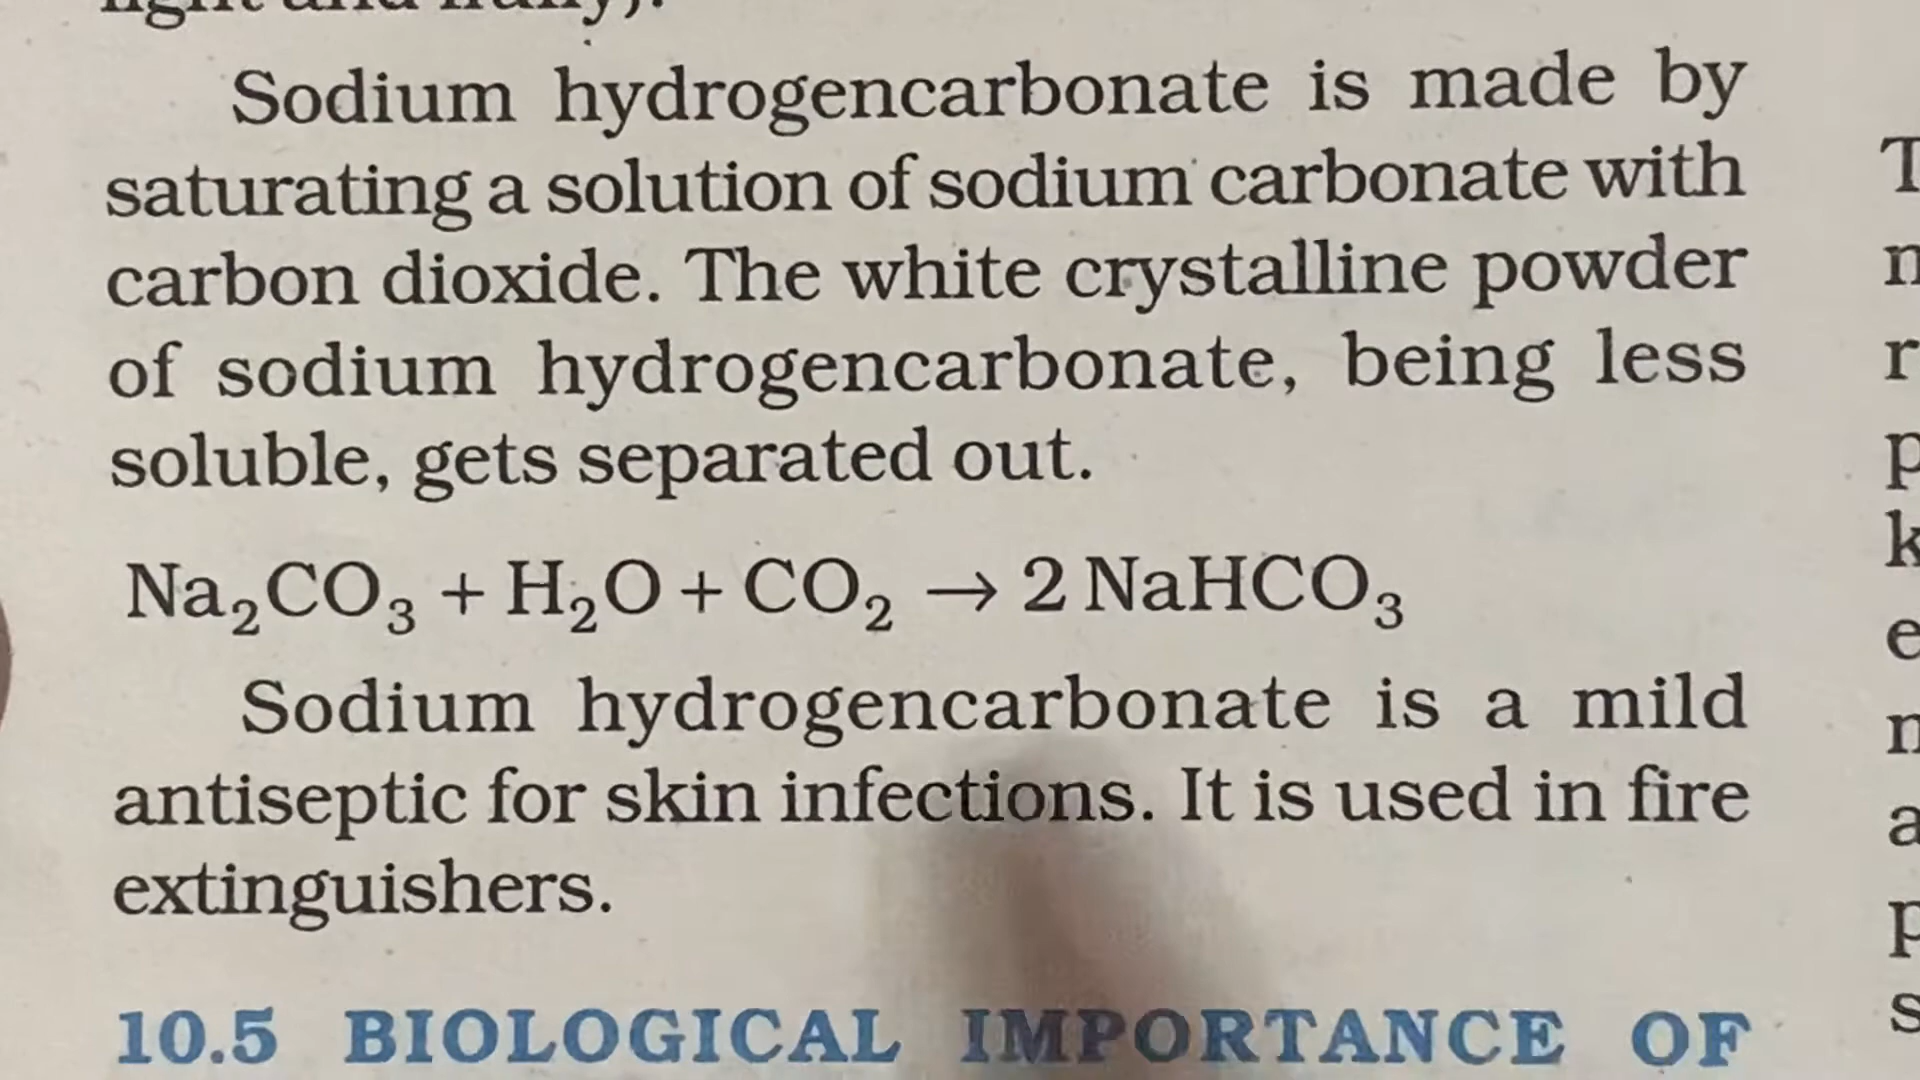 Sodium hydrogencarbonate is made by
saturating a solution of sodium carbonate with
carbon dioxide. The white crystalline powder
of sodium hydrogencarbonate, being less
soluble, gets separated out.
Na₂CO₃ + H₂O + CO₂ → 2 NaHCO₃
Sodium hydrogencarbonate is a mild
antiseptic for skin infections. It is used in fire
extinguishers.
10.5 BIOLOGICAL IMPORTANCE OF